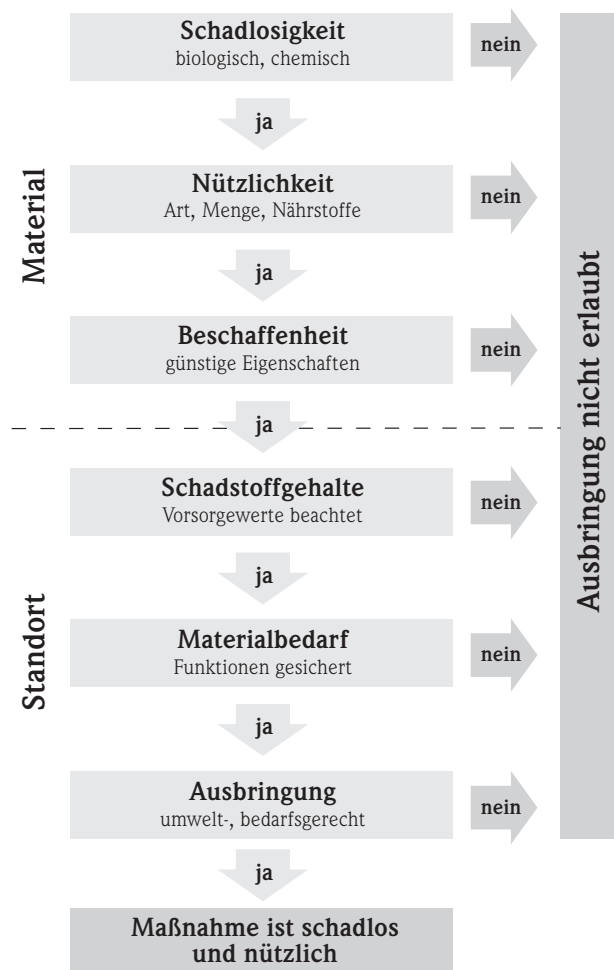 Schadlosigkeit
biologisch, chemisch
nein
ja
Nützlichkeit
Art, Menge, Nährstoffe
nein
ja
Beschaffenheit
günstige Eigenschaften
nein
ja
Schadstoffgehalte
Vorsorgewerte beachtet
nein
ja
Materialbedarf
Funktionen gesichert
nein
ja
Ausbringung
umwelt-, bedarfsgerecht
nein
ja
Maßnahme ist schadlos
und nützlich
Material
Standort
Ausbringung nicht erlaubt